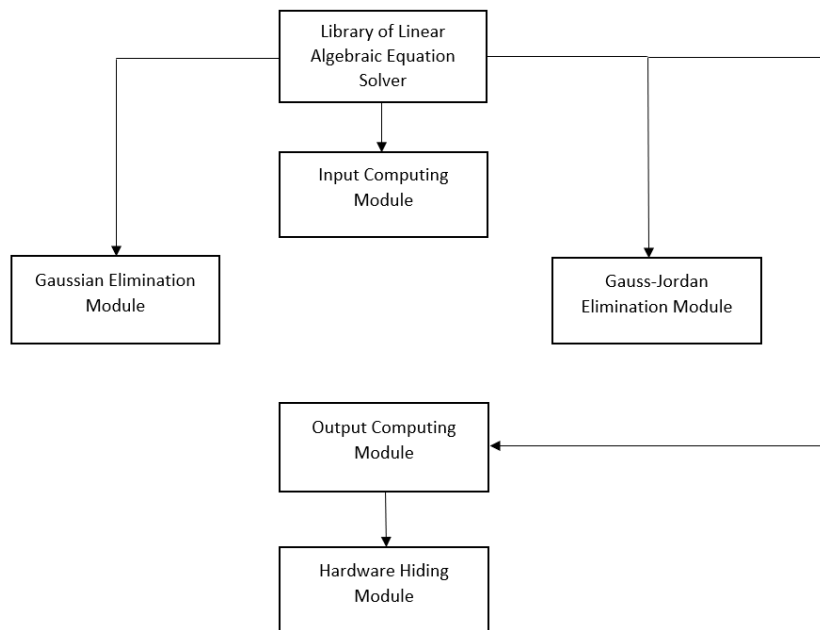 Library of Linear
Algebraic Equation
Solver
Input Computing
Module
Gaussian Elimination
Module
Gauss-Jordan
Elimination Module
Output Computing
Module
Hardware Hiding
Module